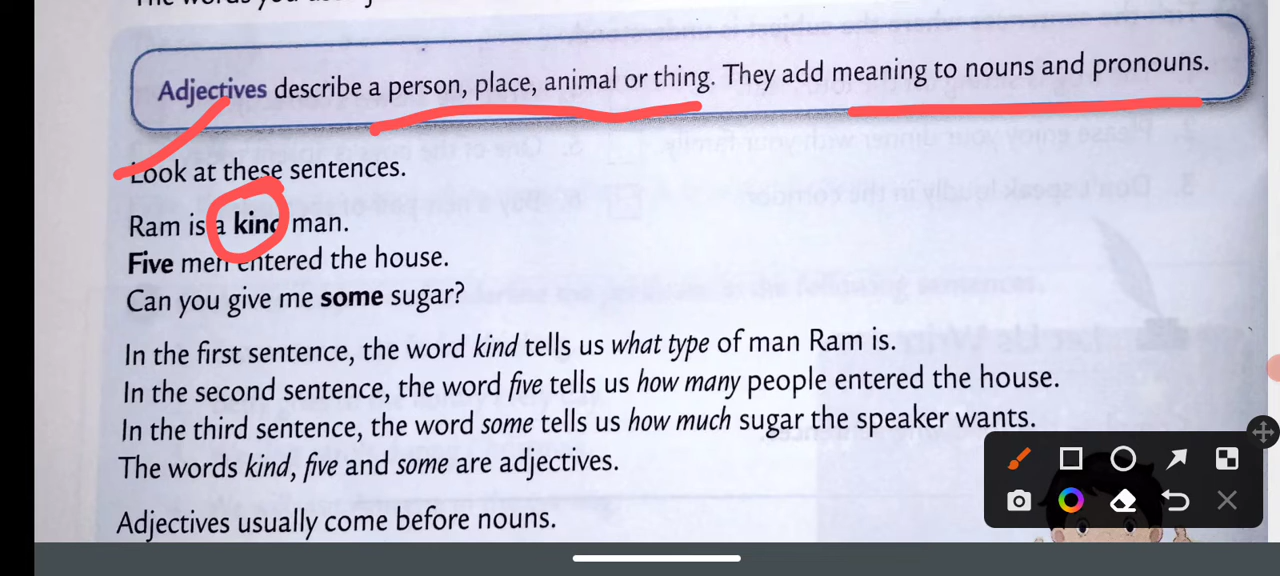 Adjectives describe a person, place, animal or thing. They add meaning to nouns and pronouns.
Look at these sentences.
Ram is a kind man.
Five men entered the house.
Can you give me some sugar?
In the first sentence, the word kind tells us what type of man Ram is.
In the second sentence, the word five tells us how many people entered the house.
In the third sentence, the word some tells us how much sugar the speaker wants.
The words kind, five and some are adjectives.
Adjectives usually come before nouns.